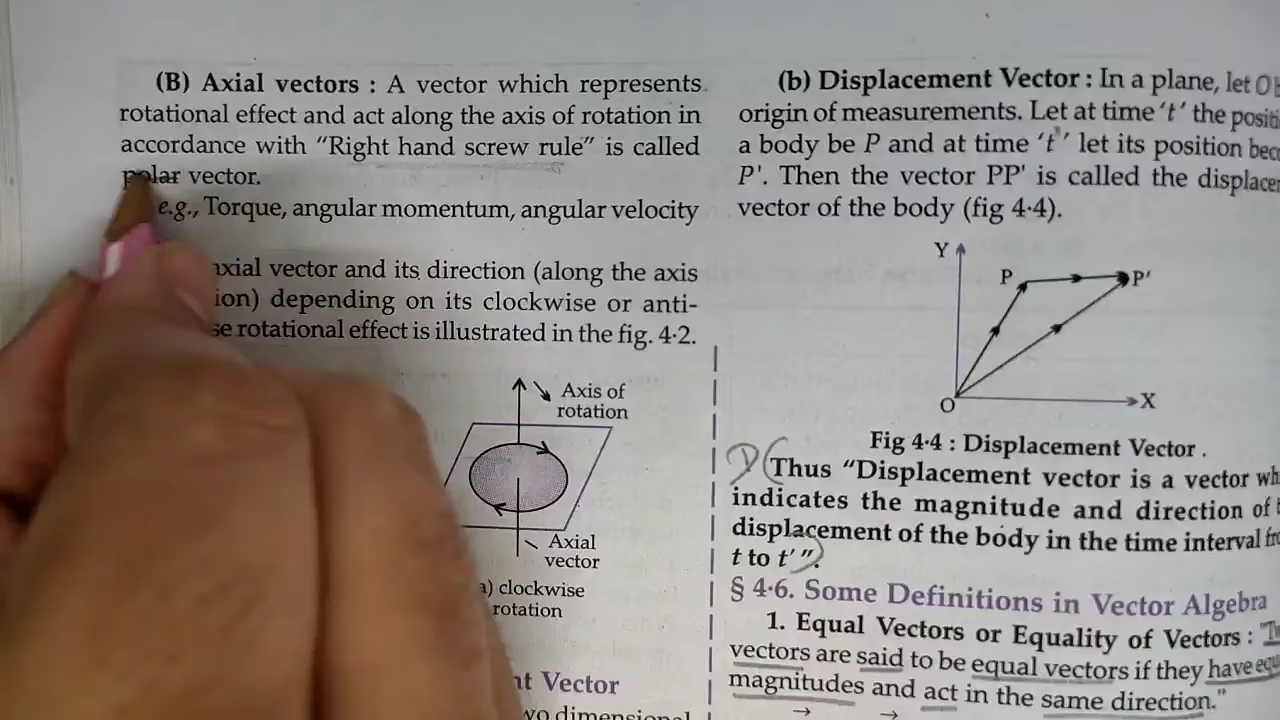 (B) Axial vectors : A vector which represents
rotational effect and act along the axis of rotation in
accordance with "Right hand screw rule" is called
polar vector.
e.g., Torque, angular momentum, angular velocity
axial vector and its direction (along the axis
ion) depending on its clockwise or anti-
se rotational effect is illustrated in the fig. 4·2.
Axis of
rotation
Axial
vector
a) clockwise
rotation
nt Vector
wo dimensional
(b) Displacement Vector : In a plane, let O b
origin of measurements. Let at time 't' the positi
a body be P and at time 't'' let its position bec
P'. Then the vector PP' is called the displace
vector of the body (fig 4·4).
Y
P
P'
O
X
Fig 4·4 : Displacement Vector .
D
Thus "Displacement vector is a vector wh
indicates the magnitude and direction of t
displacement of the body in the time interval fro
t to t' ".
§ 4·6. Some Definitions in Vector Algebra
1. Equal Vectors or Equality of Vectors : "Tw
vectors are said to be equal vectors if they have equ
magnitudes and act in the same direction."